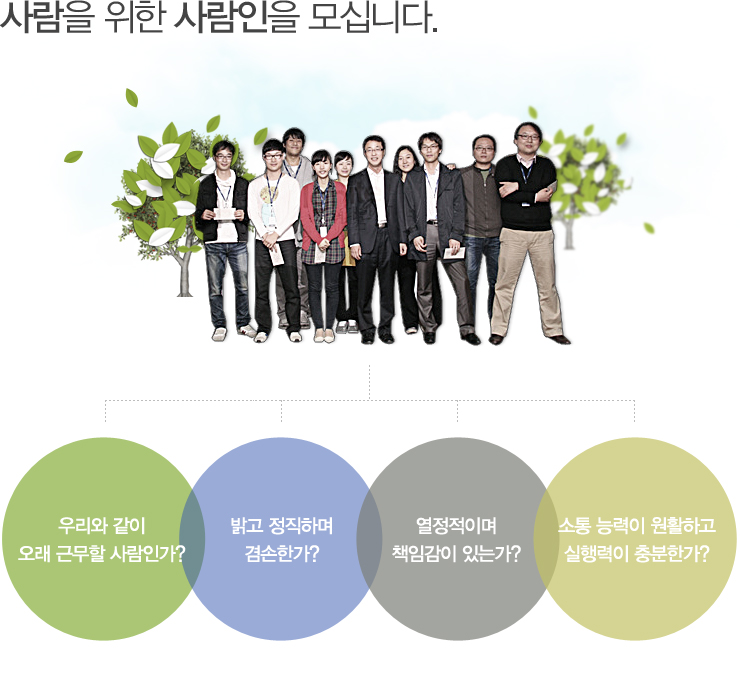 사람을 위한 사람인을 모십니다.
우리와 같이
오래 근무할 사람인가?
밝고 정직하며
겸손한가?
열정적이며
책임감이 있는가?
소통 능력이 원활하고
실행력이 충분한가?